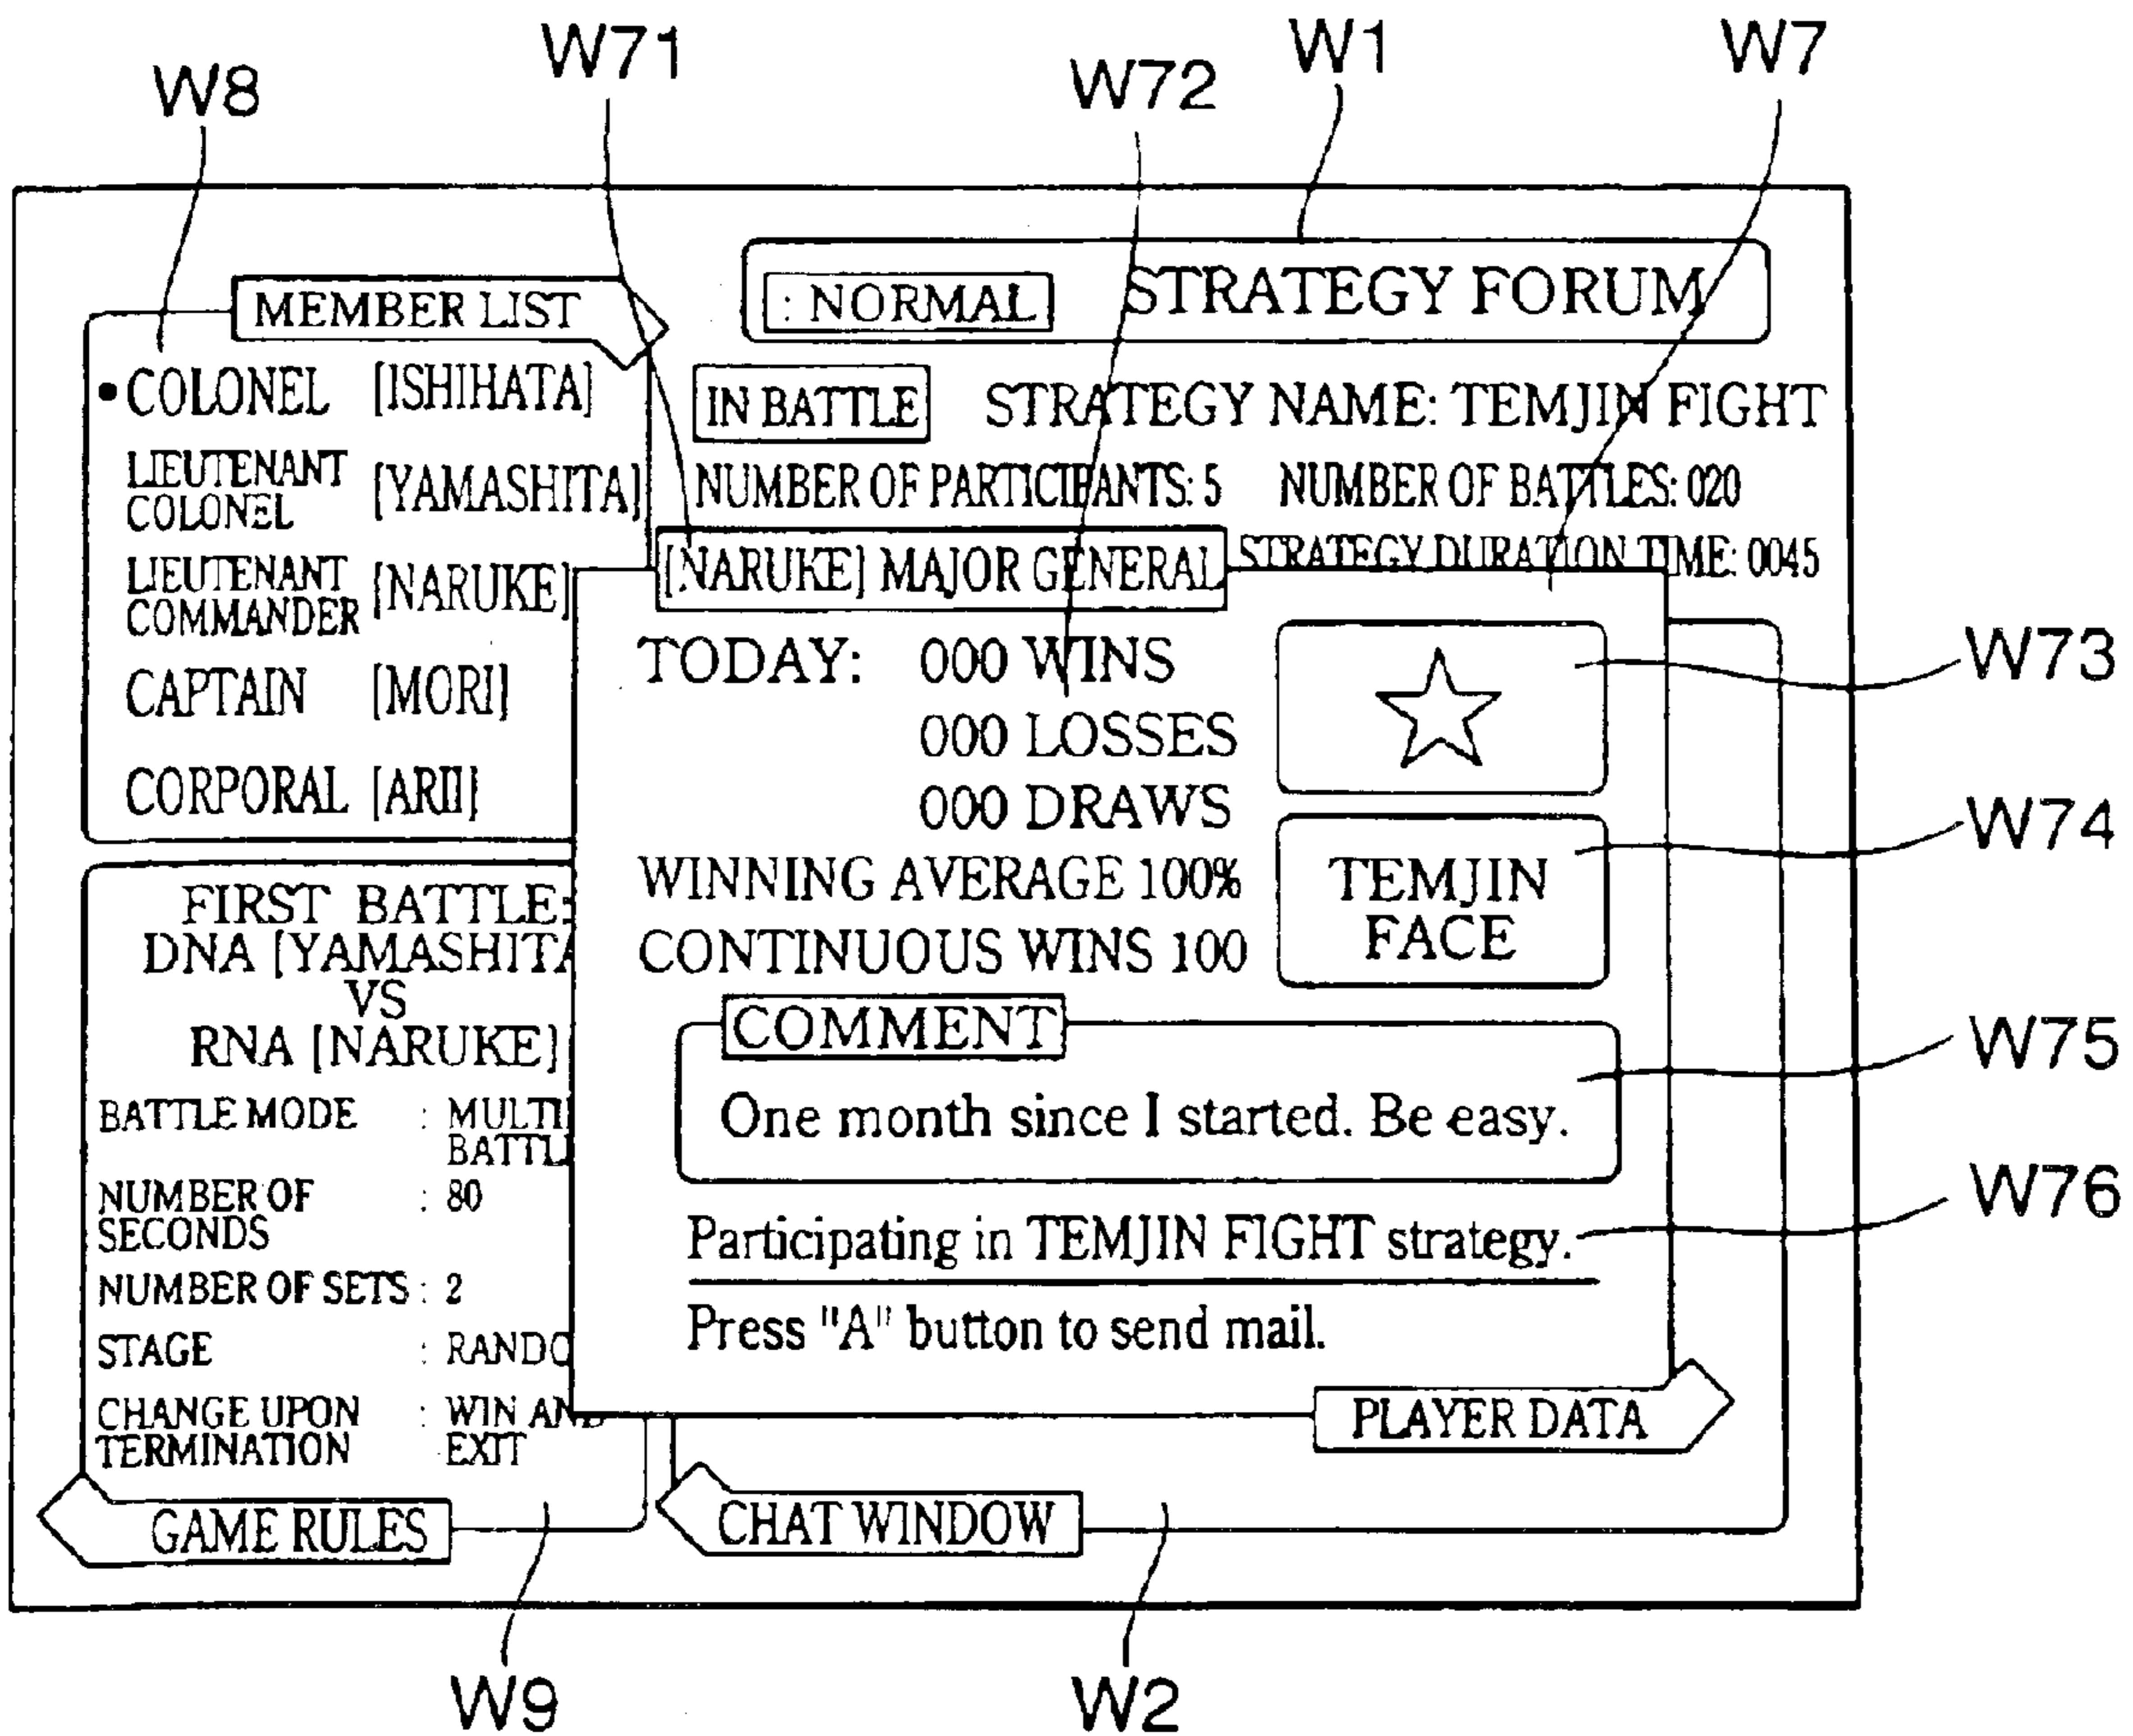 W8
W71
W72
W1
W7
MEMBER LIST
• COLONEL [ISHIHATA]
LIEUTENANT
COLONEL [YAMASHITA]
LIEUTENANT
COMMANDER [NARUKE]
CAPTAIN [MORI]
CORPORAL [ARII]
: NORMAL STRATEGY FORUM
IN BATTLE STRATEGY NAME: TEMJIN FIGHT
NUMBER OF PARTICIPANTS: 5 NUMBER OF BATTLES: 020
STRATEGY DURATION TIME: 0045
[NARUKE] MAJOR GENERAL
TODAY: 000 WINS
000 LOSSES
000 DRAWS
WINNING AVERAGE 100%
CONTINUOUS WINS 100
TEMJIN
FACE
COMMENT
One month since I started. Be easy.
Participating in TEMJIN FIGHT strategy.
Press "A" button to send mail.
PLAYER DATA
W73
W74
W75
W76
FIRST BATTLE:
DNA [YAMASHITA
VS
RNA [NARUKE]
BATTLE MODE : MULTI
BATTL
NUMBER OF : 80
SECONDS
NUMBER OF SETS : 2
STAGE : RANDO
CHANGE UPON : WIN AND
TERMINATION EXIT
GAME RULES
CHAT WINDOW
W9
W2